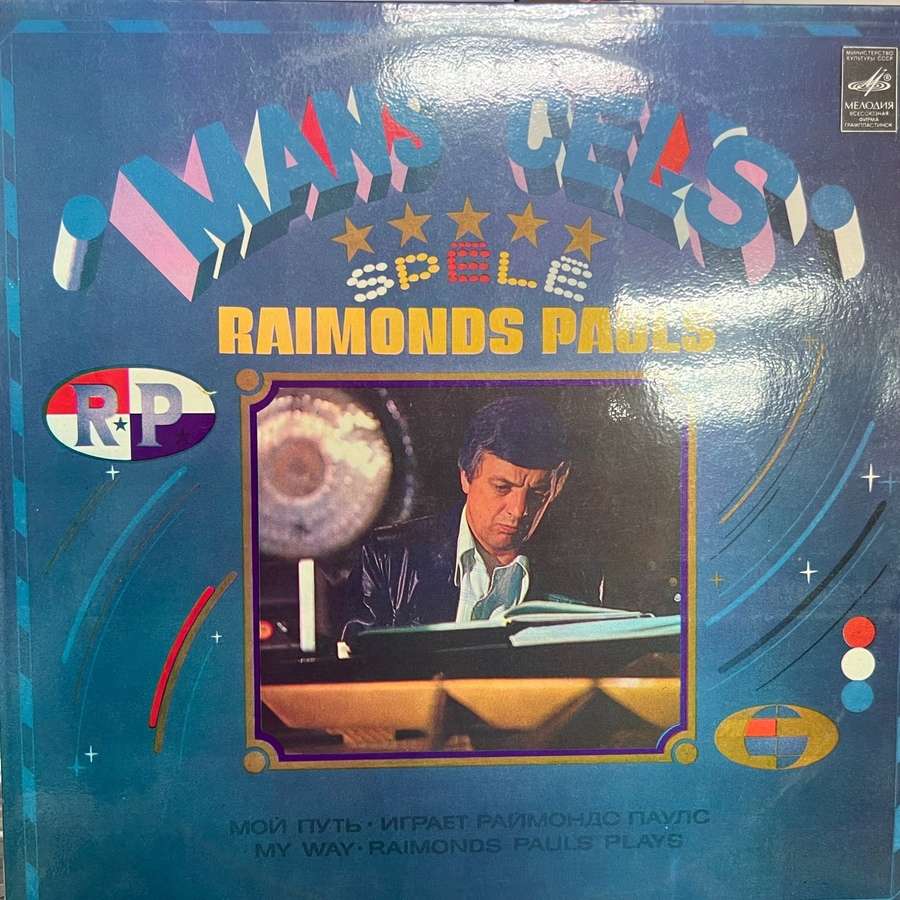 МИНИСТЕРСТВО
КУЛЬТУРЫ СССР
МЕЛОДИЯ
ВСЕСОЮЗНАЯ
ФИРМА
ГРАМПЛАСТИНОК
MANS CEĻŠ
SPĒLĒ
RAIMONDS PAULS
R★P
МОЙ ПУТЬ · ИГРАЕТ РАЙМОНДС ПАУЛС
MY WAY · RAIMONDS PAULS PLAYS